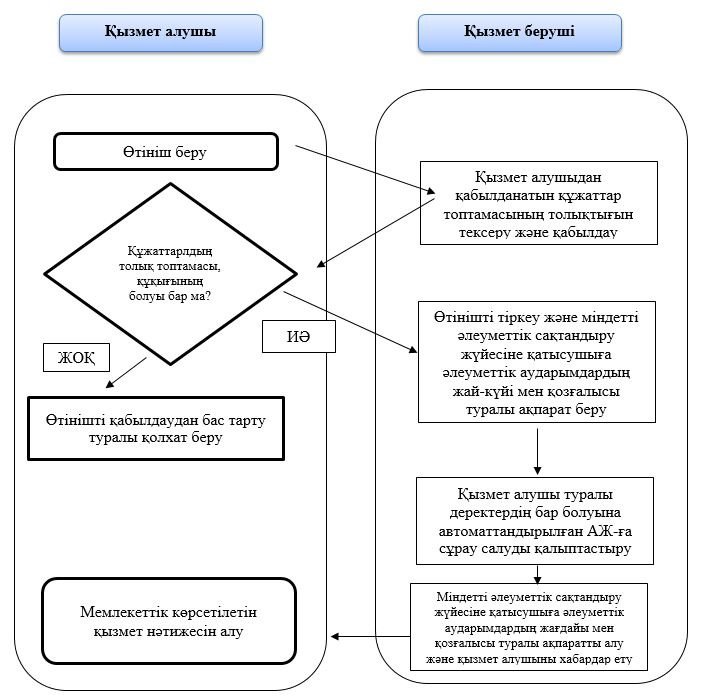 Қызмет алушы
Қызмет беруші
Өтініш беру
Қызмет алушыдан
қабылданатын құжаттар
топтамасының толықтығын
тексеру және қабылдау
Құжаттарлдың
толық топтамасы,
құқығының
болуы бар ма?
ЖОҚ
ИӘ
Өтінішті қабылдаудан бас тарту
туралы қолхат беру
Өтінішті тіркеу және міндетті
әлеуметтік сақтандыру
жүйесіне қатысушыға
әлеуметтік аударымдардың
жай-күйі мен қозғалысы
туралы ақпарат беру
Қызмет алушы туралы
деректердің бар болуына
автоматтандырылған АЖ-ға
сұрау салуды қалыптастыру
Міндетті әлеуметтік сақтандыру
жүйесіне қатысушыға әлеуметтік
аударымдардың жағдайы мен
қозғалысы туралы ақпаратты алу
және қызмет алушыны хабардар ету
Мемлекеттік көрсетілетін
қызмет нәтижесін алу